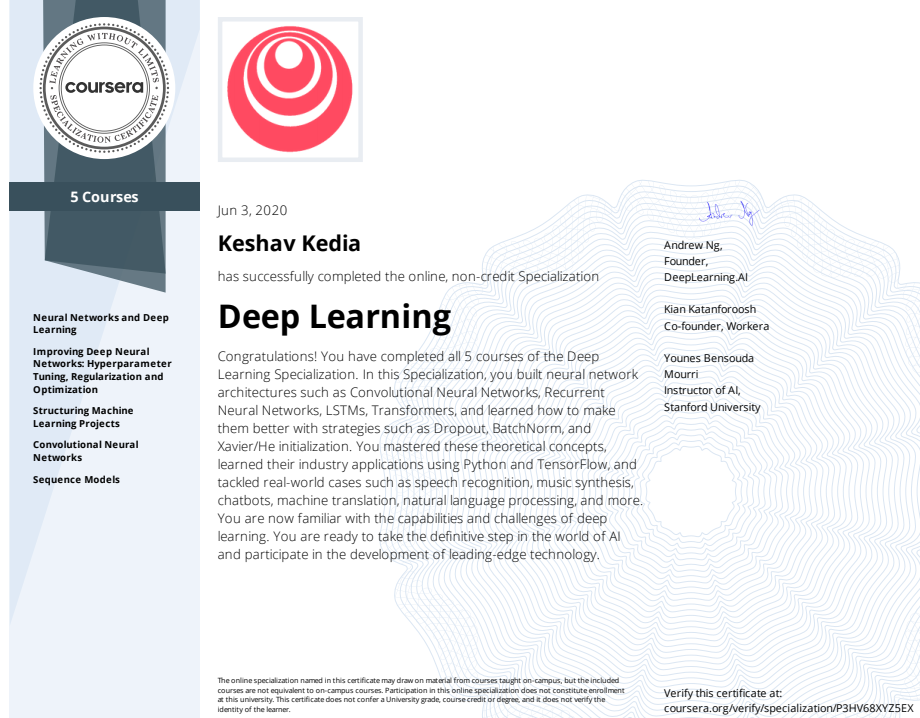 LEARNING WITHOUT LIMITS
coursera
SPECIALIZATION CERTIFICATE
5 Courses
Neural Networks and Deep
Learning
Improving Deep Neural
Networks: Hyperparameter
Tuning, Regularization and
Optimization
Structuring Machine
Learning Projects
Convolutional Neural
Networks
Sequence Models
Jun 3, 2020
Keshav Kedia
has successfully completed the online, non-credit Specialization
Deep Learning
Congratulations! You have completed all 5 courses of the Deep
Learning Specialization. In this Specialization, you built neural network
architectures such as Convolutional Neural Networks, Recurrent
Neural Networks, LSTMs, Transformers, and learned how to make
them better with strategies such as Dropout, BatchNorm, and
Xavier/He initialization. You mastered these theoretical concepts,
learned their industry applications using Python and TensorFlow, and
tackled real-world cases such as speech recognition, music synthesis,
chatbots, machine translation, natural language processing, and more.
You are now familiar with the capabilities and challenges of deep
learning. You are ready to take the definitive step in the world of AI
and participate in the development of leading-edge technology.
Andrew Ng
Andrew Ng,
Founder,
DeepLearning.AI
Kian Katanforoosh
Co-founder, Workera
Younes Bensouda
Mourri
Instructor of AI,
Stanford University
The online specialization named in this certificate may draw on material from courses taught on-campus, but the included
courses are not equivalent to on-campus courses. Participation in this online specialization does not constitute enrollment
at this university. This certificate does not confer a University grade, course credit or degree, and it does not verify the
identity of the learner.
Verify this certificate at:
coursera.org/verify/specialization/P3HV68XYZ5EX